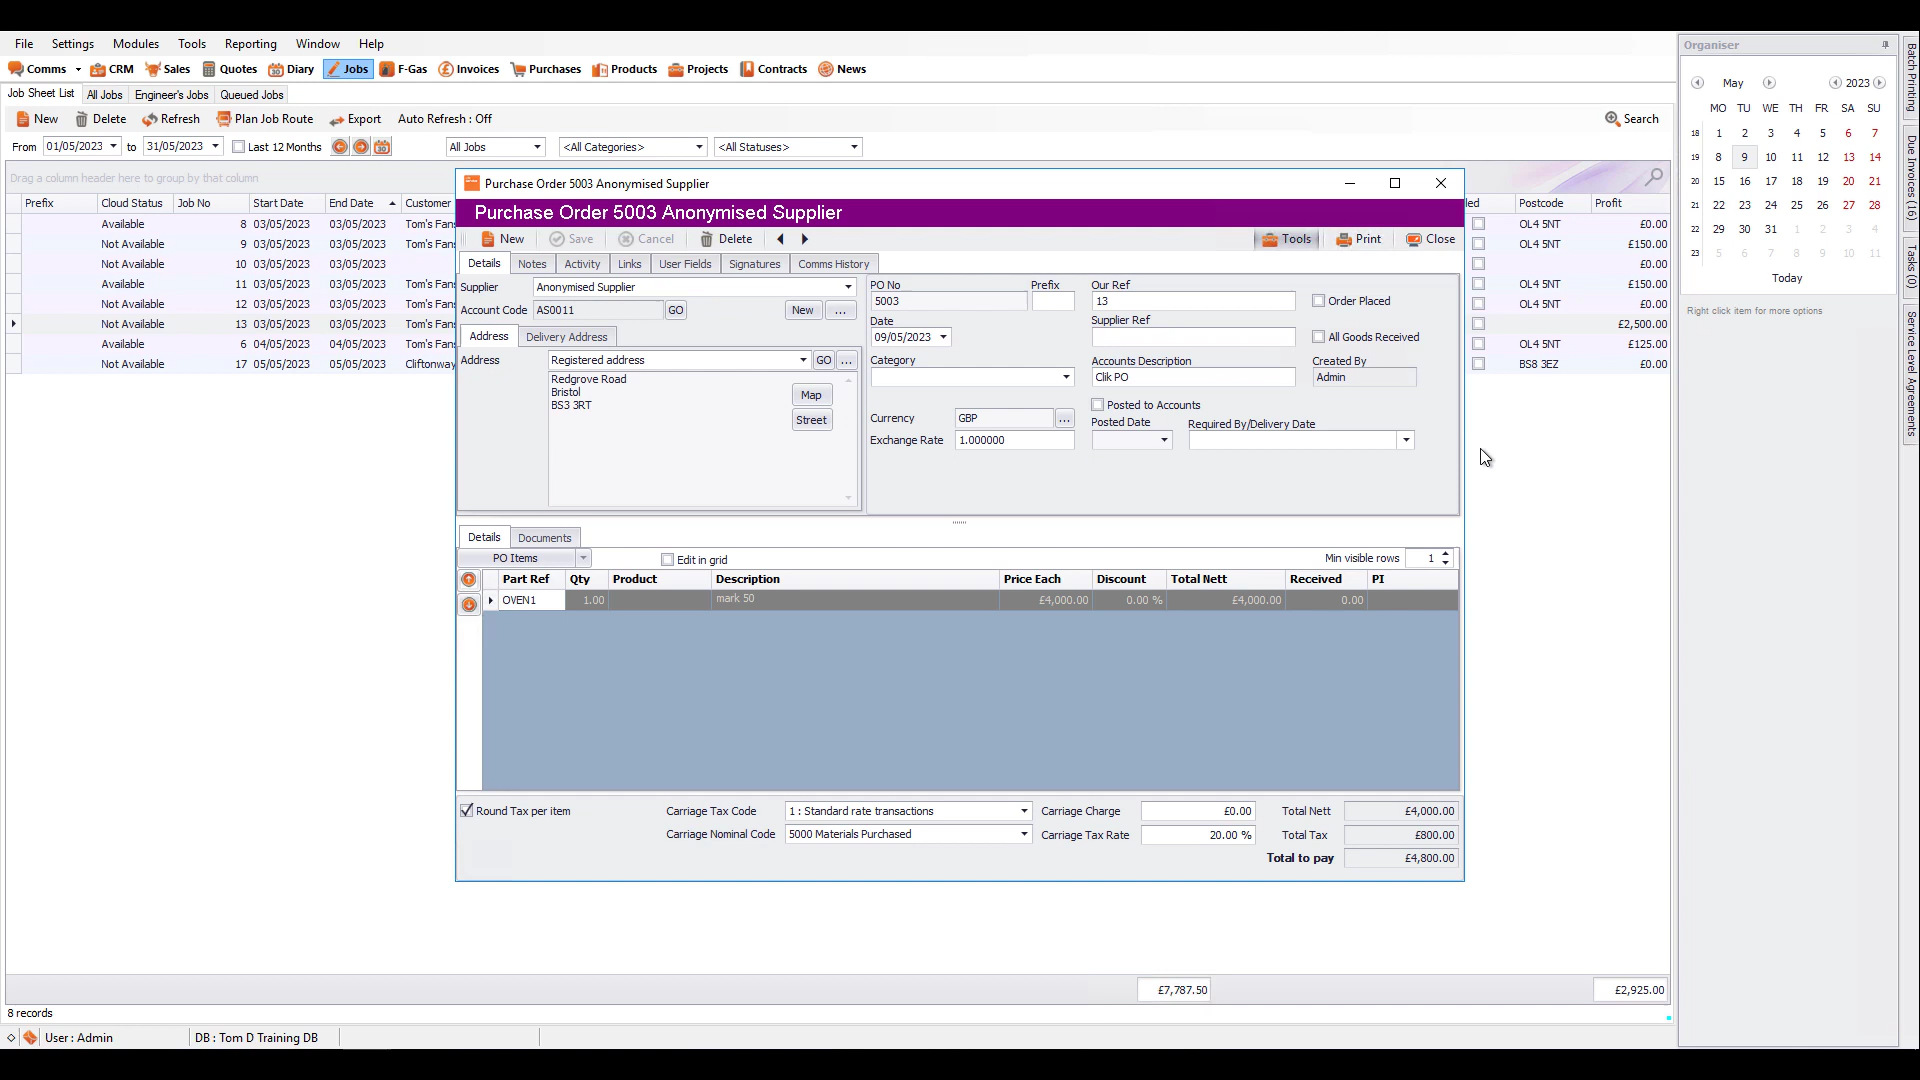 File Settings Modules Tools Reporting Window Help
Comms CRM Sales Quotes Diary Jobs F-Gas Invoices Purchases Products Projects Contracts News
Job Sheet List All Jobs Engineer's Jobs Queued Jobs
New Delete Refresh Plan Job Route Export Auto Refresh : Off Search
From 01/05/2023 to 31/05/2023 Last 12 Months All Jobs <All Categories> <All Statuses>
Drag a column header here to group by that column
Prefix Cloud Status Job No Start Date End Date Customer led Postcode Profit
Available 8 03/05/2023 03/05/2023 Tom's Fans OL4 5NT £0.00
Not Available 9 03/05/2023 03/05/2023 Tom's Fans OL4 5NT £150.00
Not Available 10 03/05/2023 03/05/2023 £0.00
Available 11 03/05/2023 03/05/2023 Tom's Fans OL4 5NT £150.00
Not Available 12 03/05/2023 03/05/2023 Tom's Fans OL4 5NT £0.00
Not Available 13 03/05/2023 03/05/2023 Tom's Fans £2,500.00
Available 6 04/05/2023 04/05/2023 Tom's Fans OL4 5NT £125.00
Not Available 17 05/05/2023 05/05/2023 Cliftonway BS8 3EZ £0.00
Purchase Order 5003 Anonymised Supplier
Purchase Order 5003 Anonymised Supplier
New Save Cancel Delete Tools Print Close
Details Notes Activity Links User Fields Signatures Comms History
Supplier Anonymised Supplier
Account Code AS0011 GO New ...
Address Delivery Address
Address Registered address GO ...
Redgrove Road
Bristol
BS3 3RT
Map
Street
PO No Prefix Our Ref
5003 13 Order Placed
Date Supplier Ref
09/05/2023 All Goods Received
Category Accounts Description Created By
Clik PO Admin
Posted to Accounts
Currency GBP ... Posted Date Required By/Delivery Date
Exchange Rate 1.000000
Details Documents
PO Items Edit in grid Min visible rows 1
Part Ref Qty Product Description Price Each Discount Total Nett Received PI
OVEN1 1.00 mark 50 £4,000.00 0.00 % £4,000.00 0.00
Round Tax per item Carriage Tax Code 1 : Standard rate transactions Carriage Charge £0.00 Total Nett £4,000.00
Carriage Nominal Code 5000 Materials Purchased Carriage Tax Rate 20.00 % Total Tax £800.00
Total to pay £4,800.00
£7,787.50 £2,925.00
8 records
User : Admin DB : Tom D Training DB
Organiser
May 2023
MO TU WE TH FR SA SU
18 1 2 3 4 5 6 7
19 8 9 10 11 12 13 14
20 15 16 17 18 19 20 21
21 22 23 24 25 26 27 28
22 29 30 31 1 2 3 4
23 5 6 7 8 9 10 11
Today
Right click item for more options
Batch Printing
Due Invoices (16)
Tasks (0)
Service Level Agreements